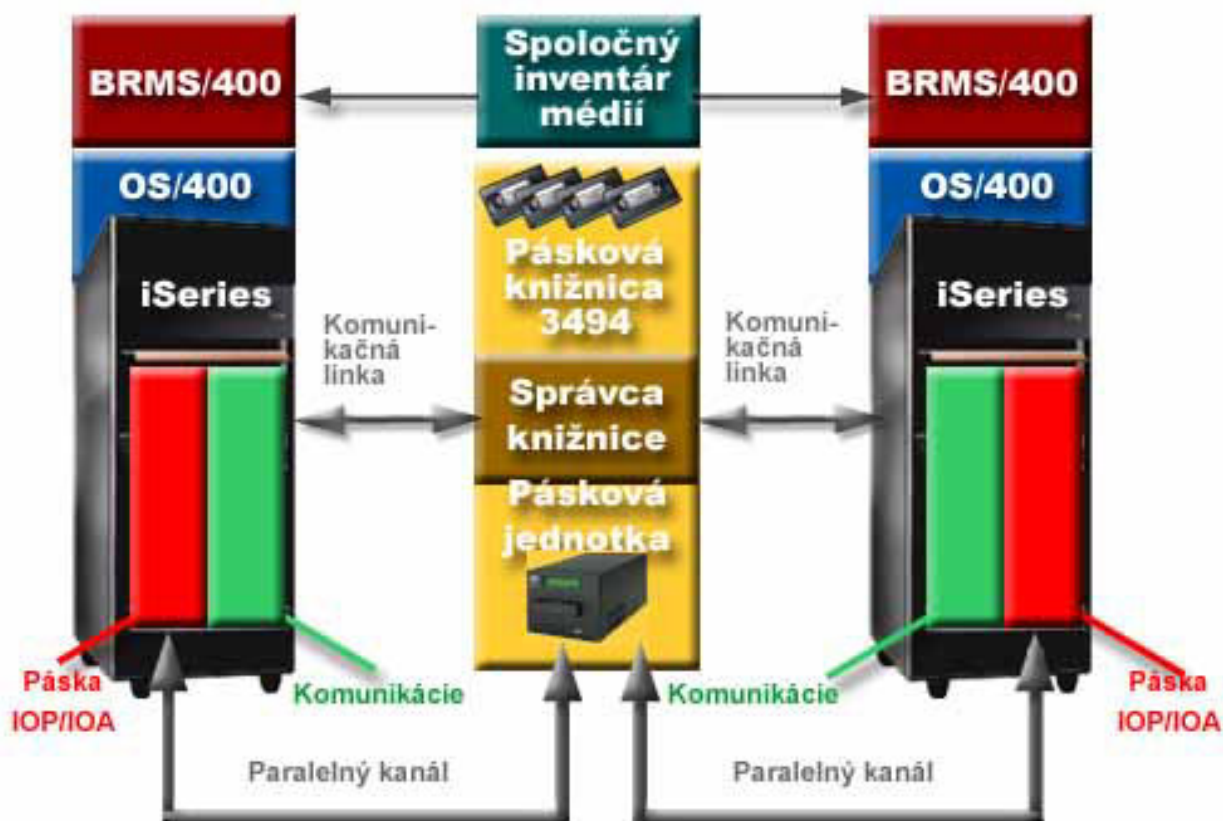 BRMS/400
Spoločný
inventár
médií
BRMS/400
OS/400
OS/400
Pásková
knižnica
3494
iSeries
iSeries
Komuni-
kačná
linka
Komuni-
kačná
linka
Správca
knižnice
Pásková
jednotka
Páska
IOP/IOA
Komunikácie
Komunikácie
Páska
IOP/IOA
Paralelný kanál
Paralelný kanál